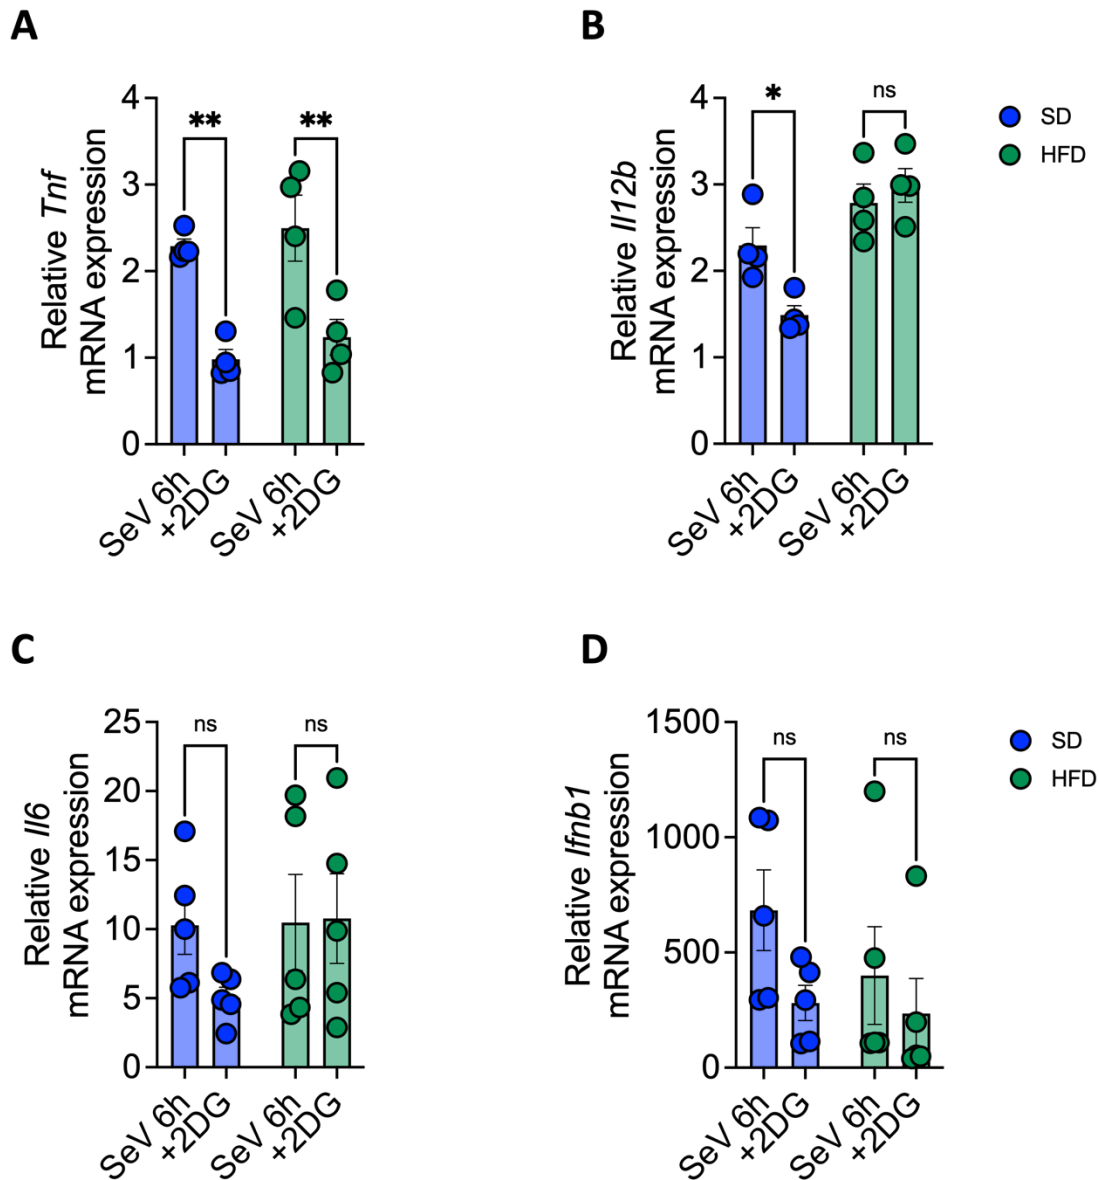 A
Relative Tnf
mRNA expression
4
3
2
1
0
**
**
SeV 6h
+2DG
SeV 6h
+2DG
B
Relative Il12b
mRNA expression
4
3
2
1
0
*
ns
SeV 6h
+2DG
SeV 6h
+2DG
SD
HFD
C
Relative Il6
mRNA expression
25
20
15
10
5
0
ns
ns
SeV 6h
+2DG
SeV 6h
+2DG
D
Relative Ifnb1
mRNA expression
1500
1000
500
0
ns
ns
SeV 6h
+2DG
SeV 6h
+2DG
SD
HFD